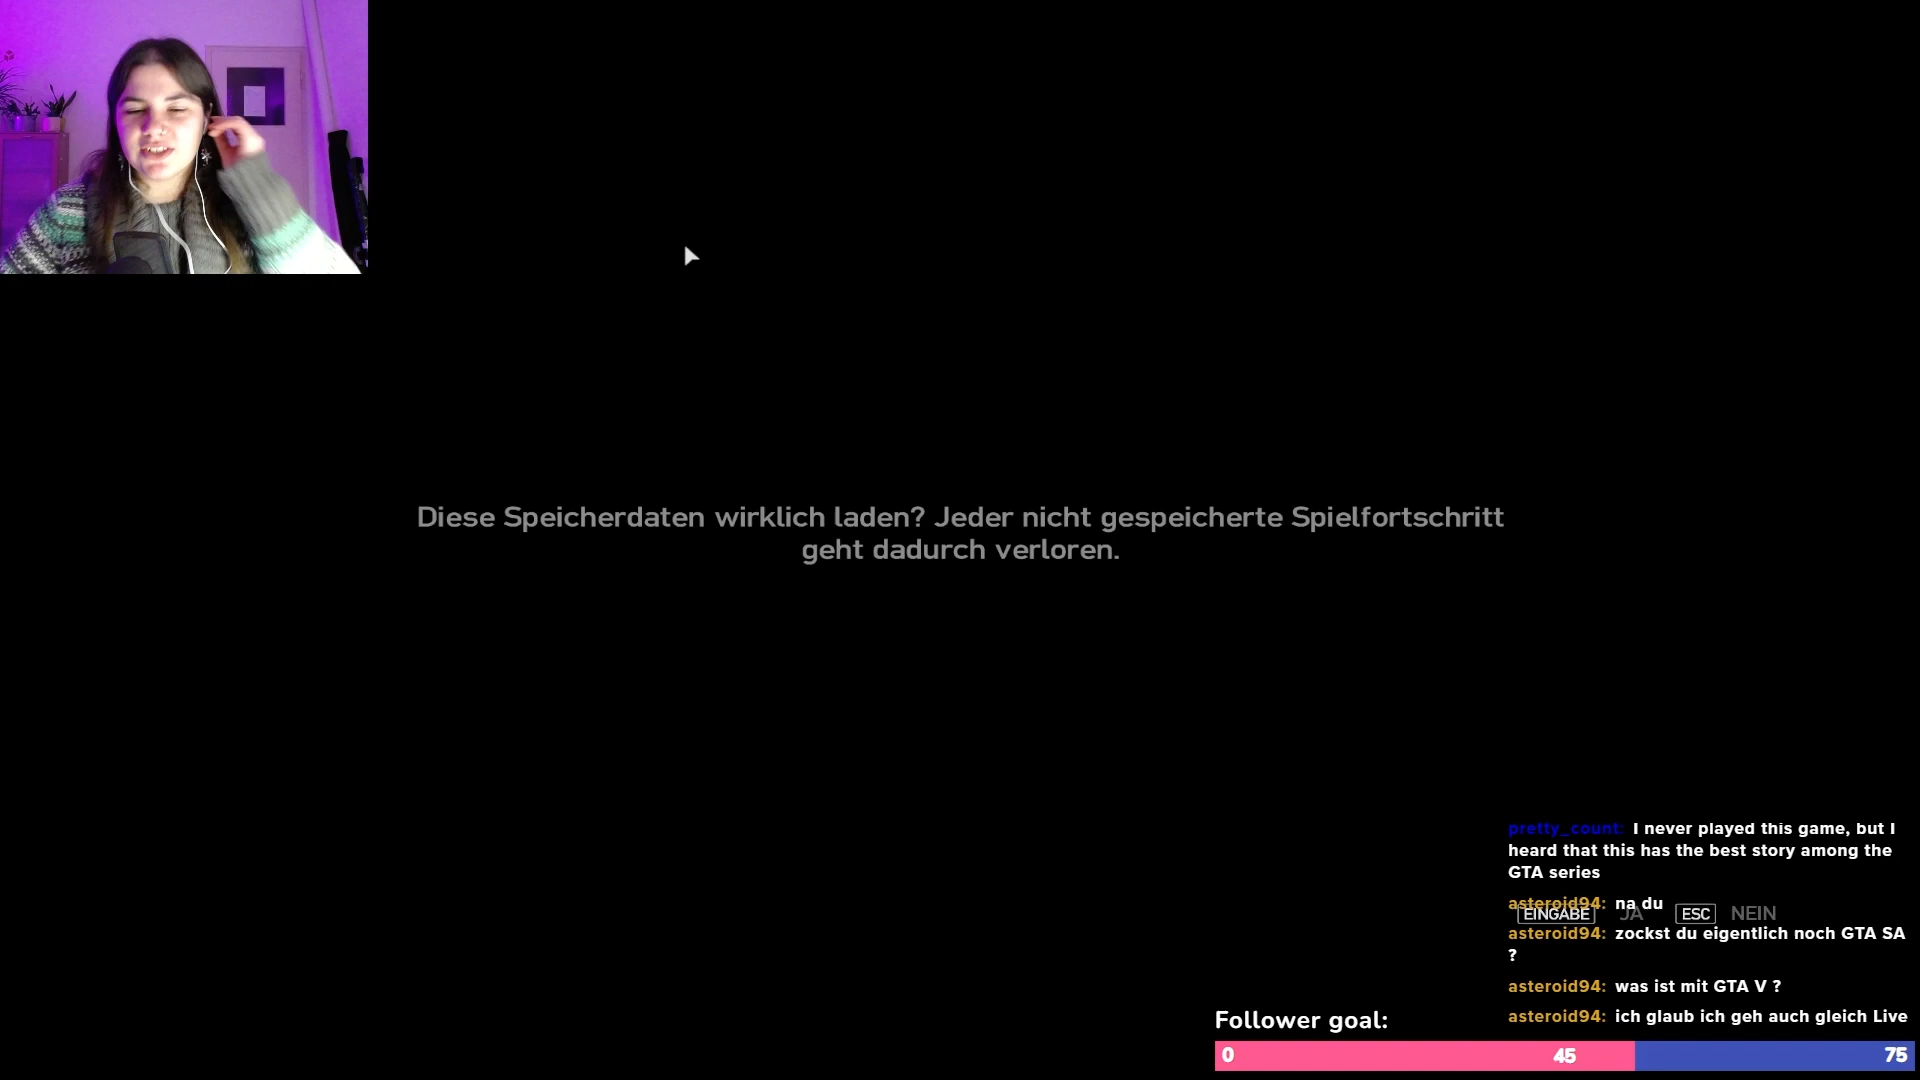 Diese Speicherdaten wirklich laden? Jeder nicht gespeicherte Spielfortschritt
geht dadurch verloren.
pretty_count: I never played this game, but I
heard that this has the best story among the
GTA series
asteroid94: na du
EINGABE JA ESC NEIN
asteroid94: zockst du eigentlich noch GTA SA
?
asteroid94: was ist mit GTA V ?
asteroid94: ich glaub ich geh auch gleich Live
Follower goal:
0 45 75